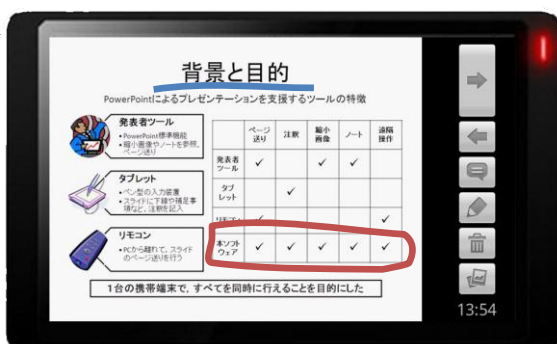 背景と目的
PowerPointによるプレゼンテーションを支援するツールの特徴
発表者ツール
•PowerPoint標準機能
•縮小画像やノートを参照、
ページ送り
タブレット
•ペン型の入力装置
•スライドに下線や補足事
項など、注釈を記入
リモコン
•PCから離れて、スライド
のページ送りを行う
ページ送り 注釈 縮小画像 ノート 遠隔操作
発表者ツール ✓ ✓ ✓
タブレット ✓
リモコン ✓ ✓
本ソフトウェア ✓ ✓ ✓ ✓ ✓
1台の携帯端末で、すべてを同時に行えることを目的にした
13:54